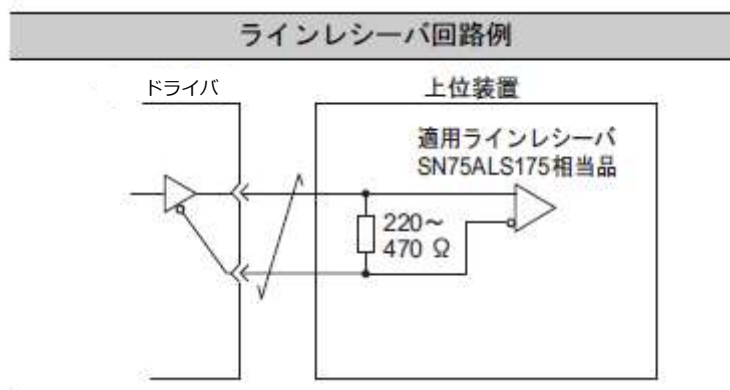 ラインレシーバ回路例
ドライバ
上位装置
適用ラインレシーバ
SN75ALS175相当品
220～
470 Ω